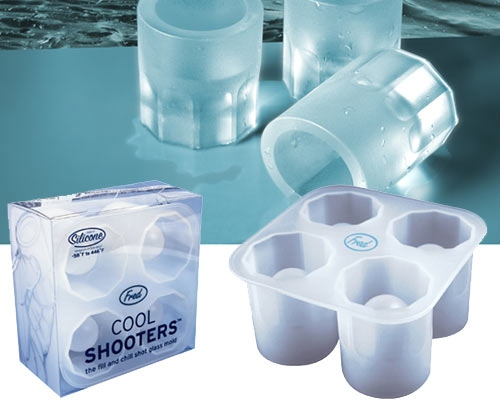 Silicone
-58°F to 446°F
Fred
COOL
SHOOTERS™
the fill and chill shot glass mold
Fred